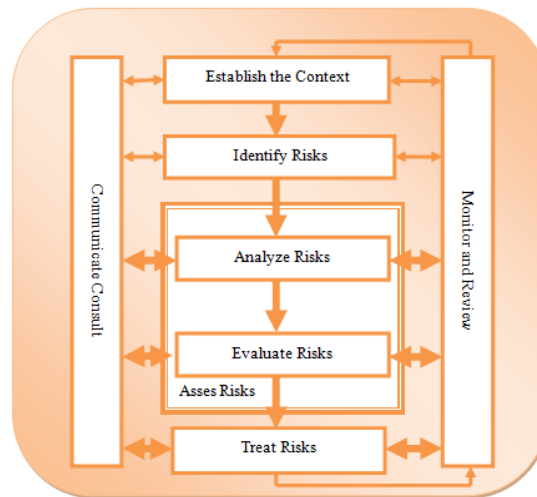 Establish the Context
Identify Risks
Analyze Risks
Evaluate Risks
Asses Risks
Treat Risks
Communicate Consult
Monitor and Review